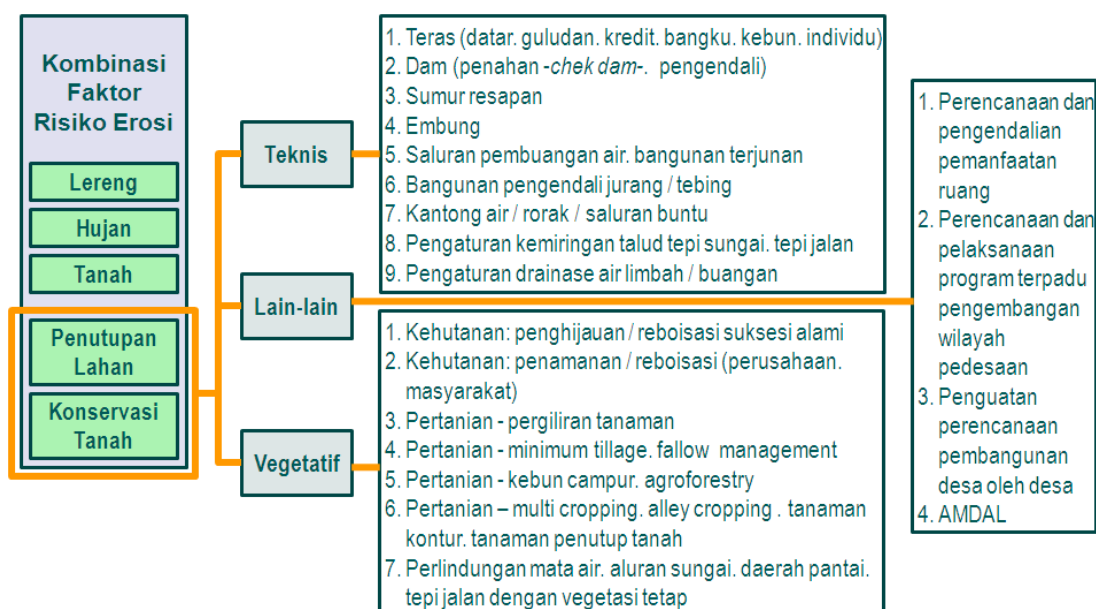 Kombinasi
Faktor
Risiko Erosi
Lereng
Hujan
Tanah
Penutupan
Lahan
Konservasi
Tanah
Teknis
Lain-lain
Vegetatif
1. Teras (datar. guludan. kredit. bangku. kebun. individu)
2. Dam (penahan -chek dam-. pengendali)
3. Sumur resapan
4. Embung
5. Saluran pembuangan air. bangunan terjunan
6. Bangunan pengendali jurang / tebing
7. Kantong air / rorak / saluran buntu
8. Pengaturan kemiringan talud tepi sungai. tepi jalan
9. Pengaturan drainase air limbah / buangan
1. Kehutanan: penghijauan / reboisasi suksesi alami
2. Kehutanan: penamanan / reboisasi (perusahaan.
masyarakat)
3. Pertanian - pergiliran tanaman
4. Pertanian - minimum tillage. fallow management
5. Pertanian - kebun campur. agroforestry
6. Pertanian – multi cropping. alley cropping . tanaman
kontur. tanaman penutup tanah
7. Perlindungan mata air. aluran sungai. daerah pantai.
tepi jalan dengan vegetasi tetap
1. Perencanaan dan
pengendalian
pemanfaatan
ruang
2. Perencanaan dan
pelaksanaan
program terpadu
pengembangan
wilayah
pedesaan
3. Penguatan
perencanaan
pembangunan
desa oleh desa
4. AMDAL